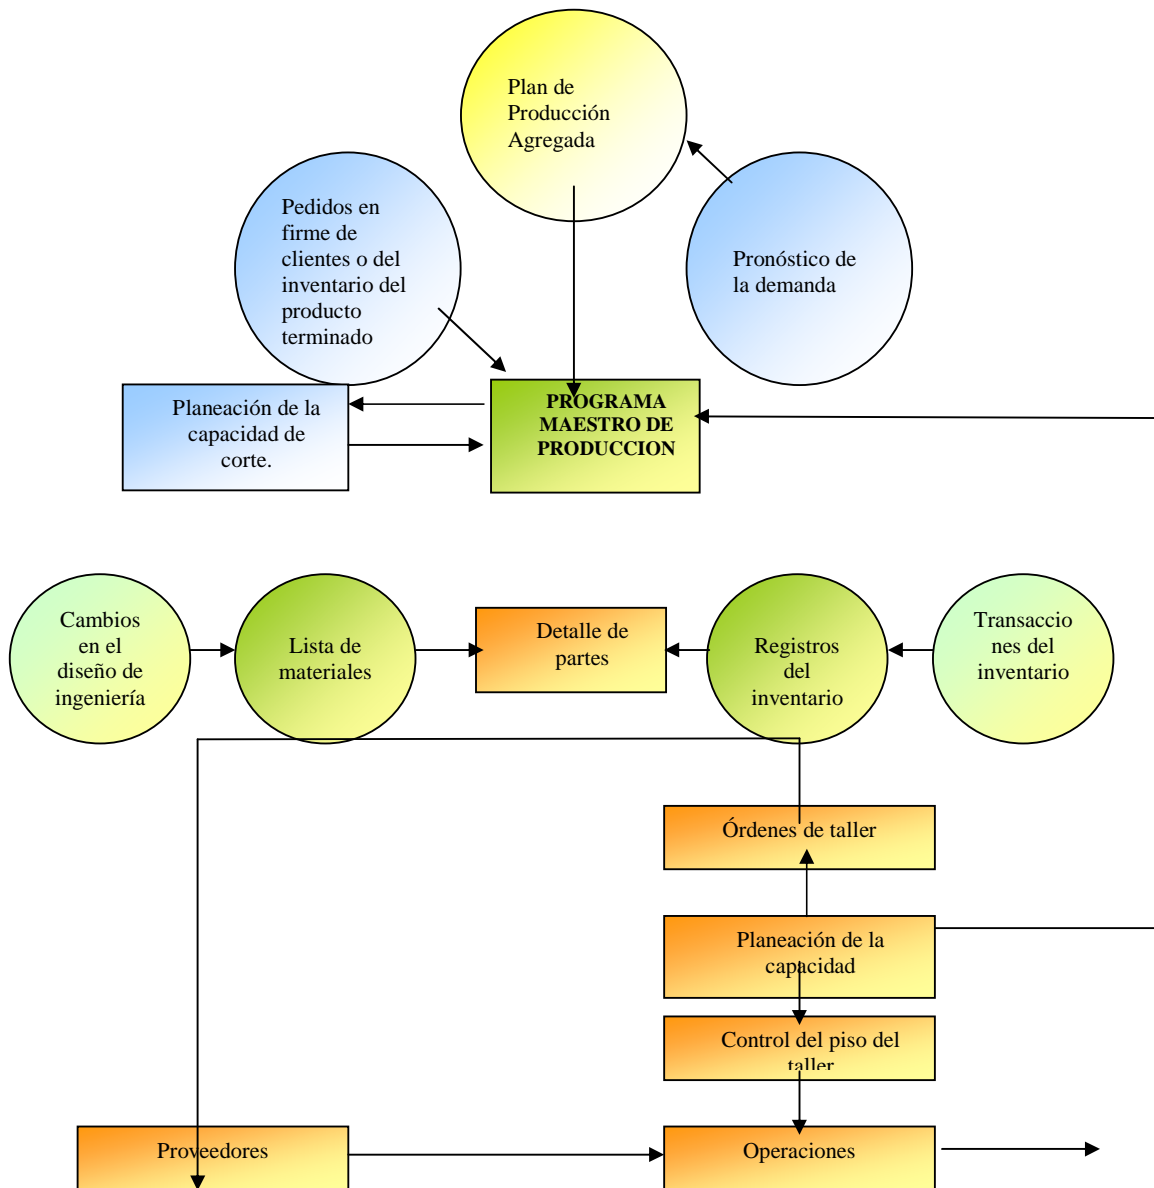 Plan de
Producción
Agregada
Pedidos en
firme de
clientes o del
inventario del
producto
terminado
Pronóstico de
la demanda
Planeación de la
capacidad de
corte.
PROGRAMA
MAESTRO DE
PRODUCCION
Cambios
en el
diseño de
ingeniería
Lista de
materiales
Detalle de
partes
Registros
del
inventario
Transaccio
nes del
inventario
Órdenes de taller
Planeación de la
capacidad
Control del piso del
taller
Proveedores
Operaciones